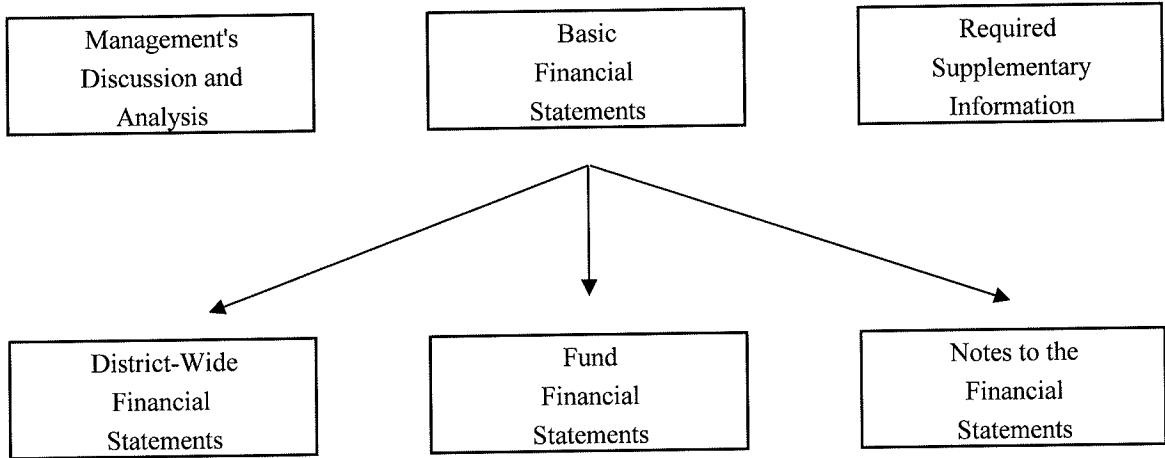 Management's
Discussion and
Analysis
Basic
Financial
Statements
Required
Supplementary
Information
District-Wide
Financial
Statements
Fund
Financial
Statements
Notes to the
Financial
Statements